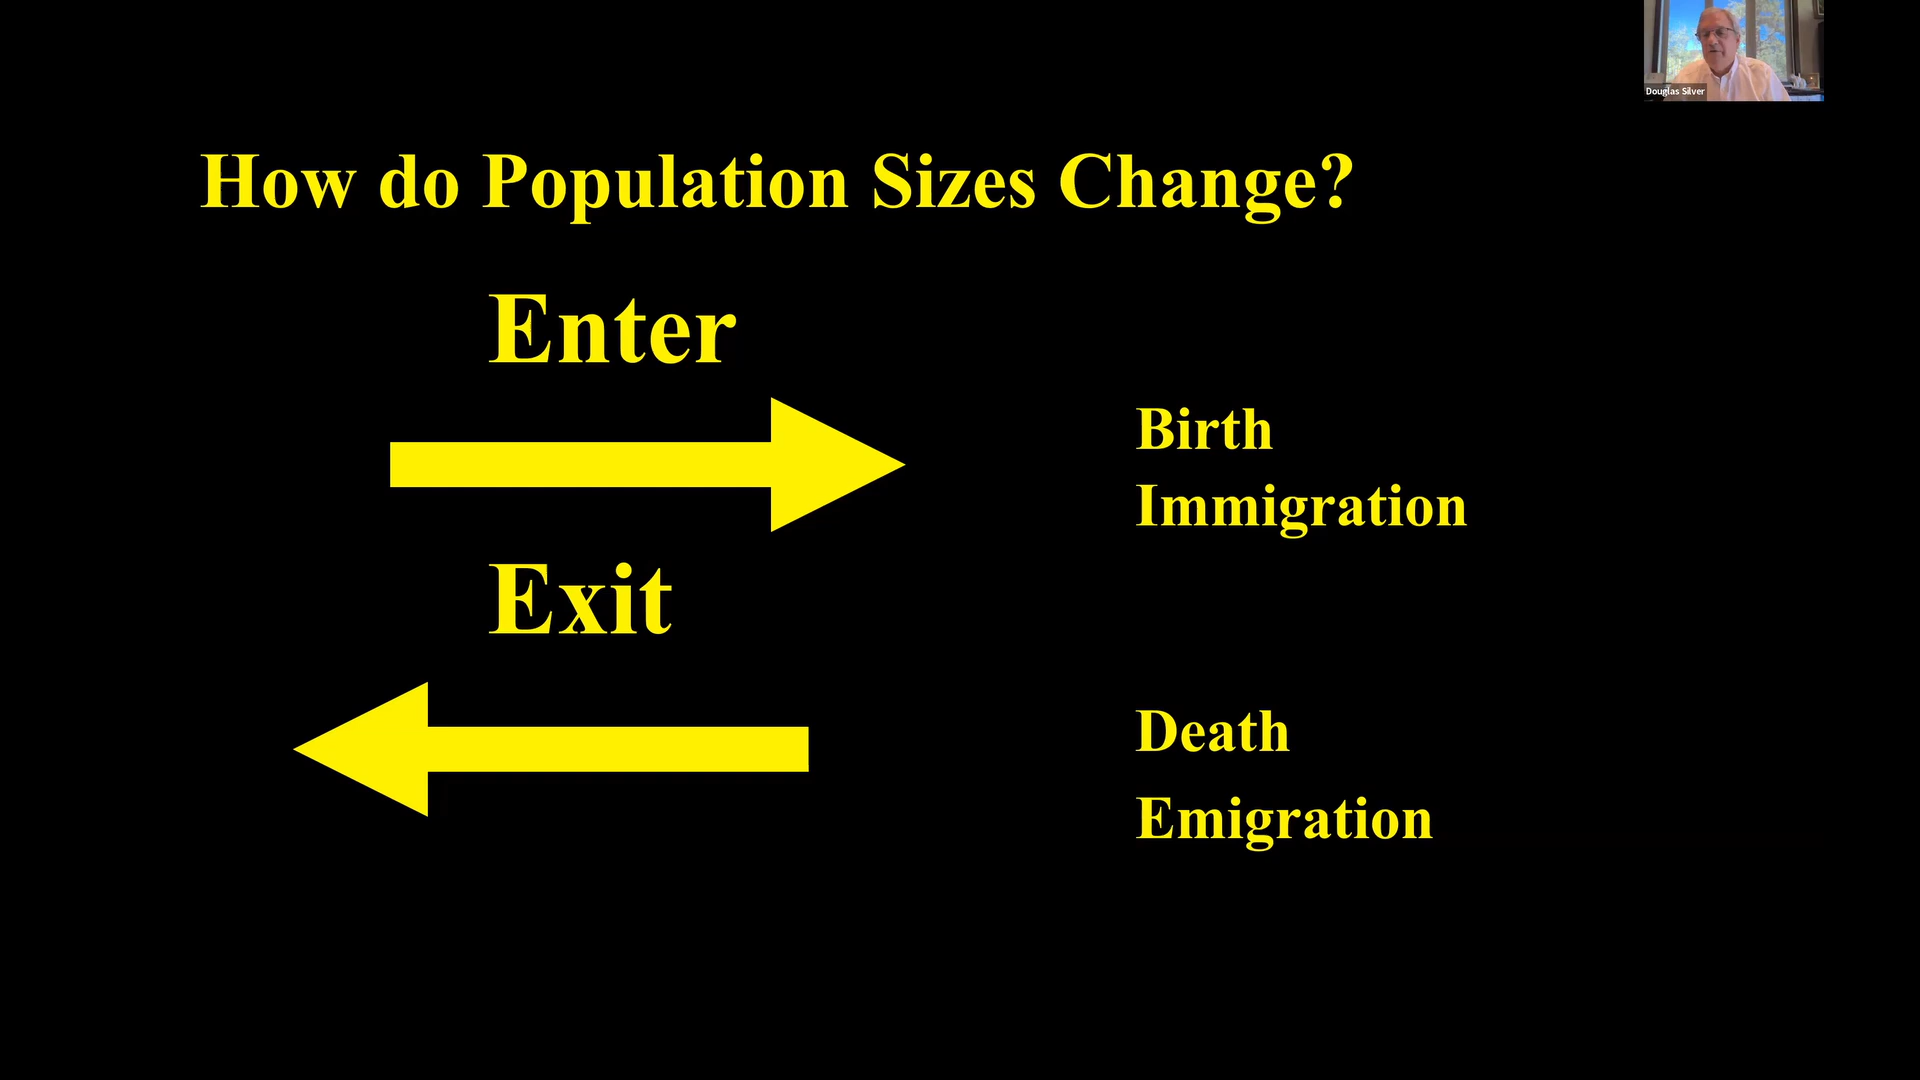 Douglas Silver
How do Population Sizes Change?
Enter
Birth
Immigration
Exit
Death
Emigration